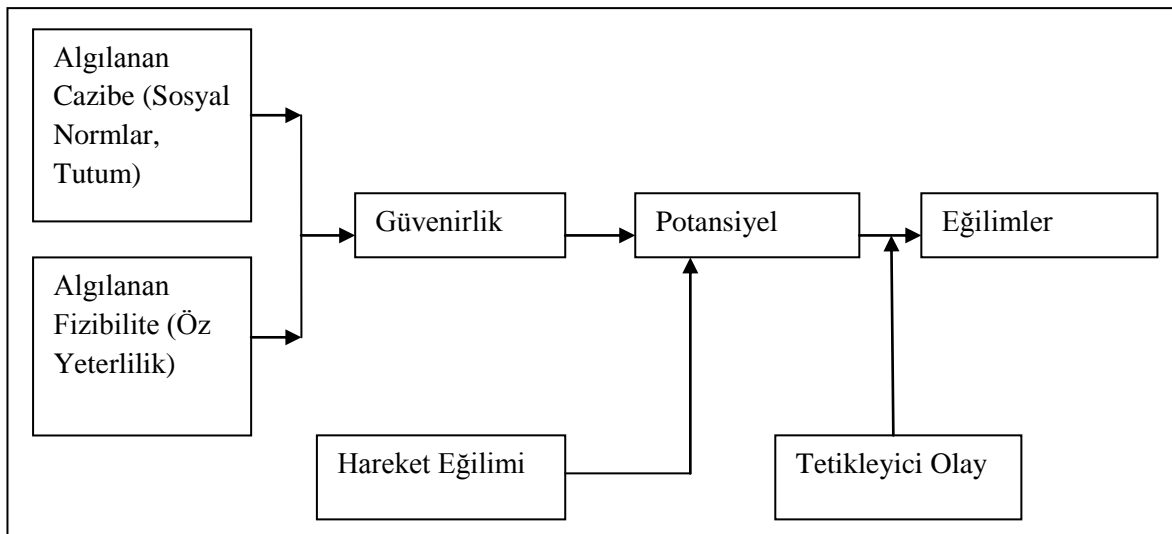 Algılanan
Cazibe (Sosyal
Normlar,
Tutum)
Güvenirlik
Potansiyel
Eğilimler
Algılanan
Fizibilite (Öz
Yeterlilik)
Hareket Eğilimi
Tetikleyici Olay